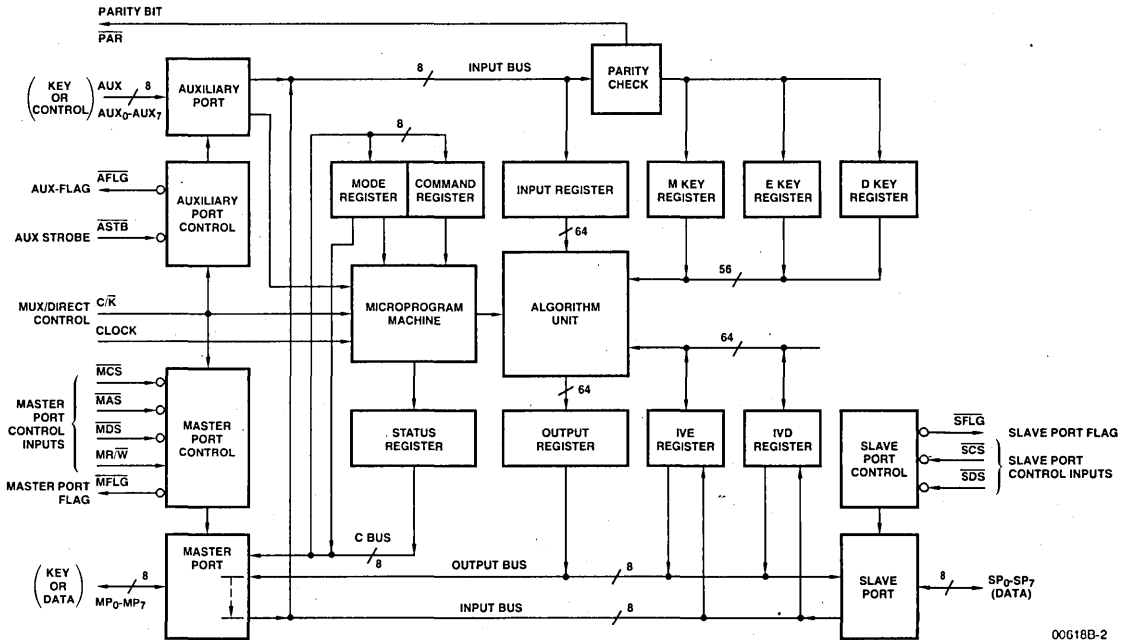 PARITY BIT
PAR
8
INPUT BUS
PARITY
CHECK
(KEY
OR
CONTROL)
AUX
8
AUX0-AUX7
AUXILIARY
PORT
8
AUX-FLAG
AFLG
AUX STROBE
ASTB
AUXILIARY
PORT
CONTROL
MODE
REGISTER
COMMAND
REGISTER
INPUT REGISTER
M KEY
REGISTER
E KEY
REGISTER
D KEY
REGISTER
64
56
MUX/DIRECT
CONTROL
C/K
CLOCK
MICROPROGRAM
MACHINE
ALGORITHM
UNIT
64
64
MASTER
PORT
CONTROL
INPUTS
MCS
MAS
MDS
MR/W
MASTER PORT
FLAG
MFLG
MASTER
PORT
CONTROL
STATUS
REGISTER
OUTPUT
REGISTER
IVE
REGISTER
IVD
REGISTER
SLAVE
PORT
CONTROL
SFLG
SLAVE PORT FLAG
SCS
SDS
SLAVE PORT
CONTROL INPUTS
(KEY
OR
DATA)
8
MP0-MP7
MASTER
PORT
C BUS
8
OUTPUT BUS
8
INPUT BUS
8
SLAVE
PORT
8
SP0-SP7
(DATA)
00618B-2